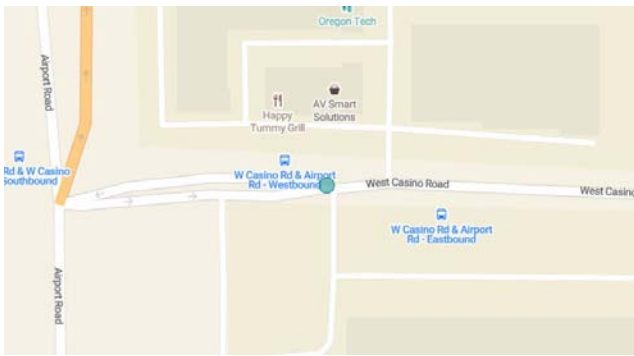 Oregon Tech
Airport Road
Happy
Tummy Grill
AV Smart
Solutions
Rd & W Casino
Southbound
W Casino Rd & Airport
Rd - Westbound
West Casino Road
West Casino
W Casino Rd & Airport
Rd - Eastbound
Airport Road